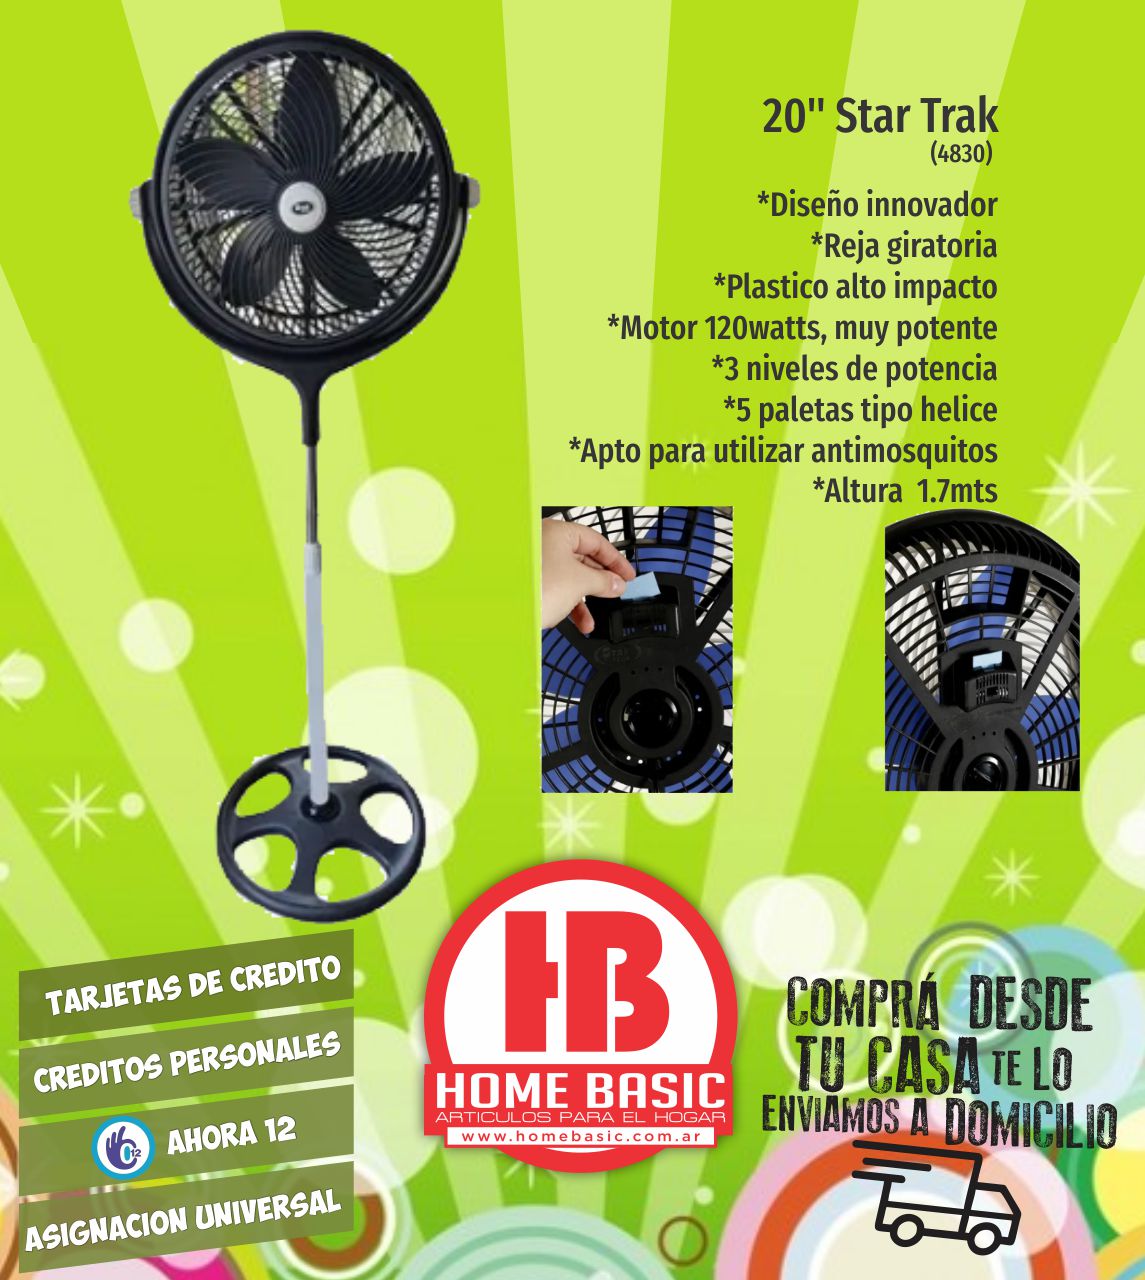 20" Star Trak
(4830)
*Diseño innovador
*Reja giratoria
*Plastico alto impacto
*Motor 120watts, muy potente
*3 niveles de potencia
*5 paletas tipo helice
*Apto para utilizar antimosquitos
*Altura 1.7mts
TARJETAS DE CREDITO
CREDITOS PERSONALES
12 AHORA 12
ASIGNACION UNIVERSAL
HB
HOME BASIC
ARTICULOS PARA EL HOGAR
www.homebasic.com.ar
COMPRÁ DESDE
TU CASA TE LO
ENVIAMOS A DOMICILIO